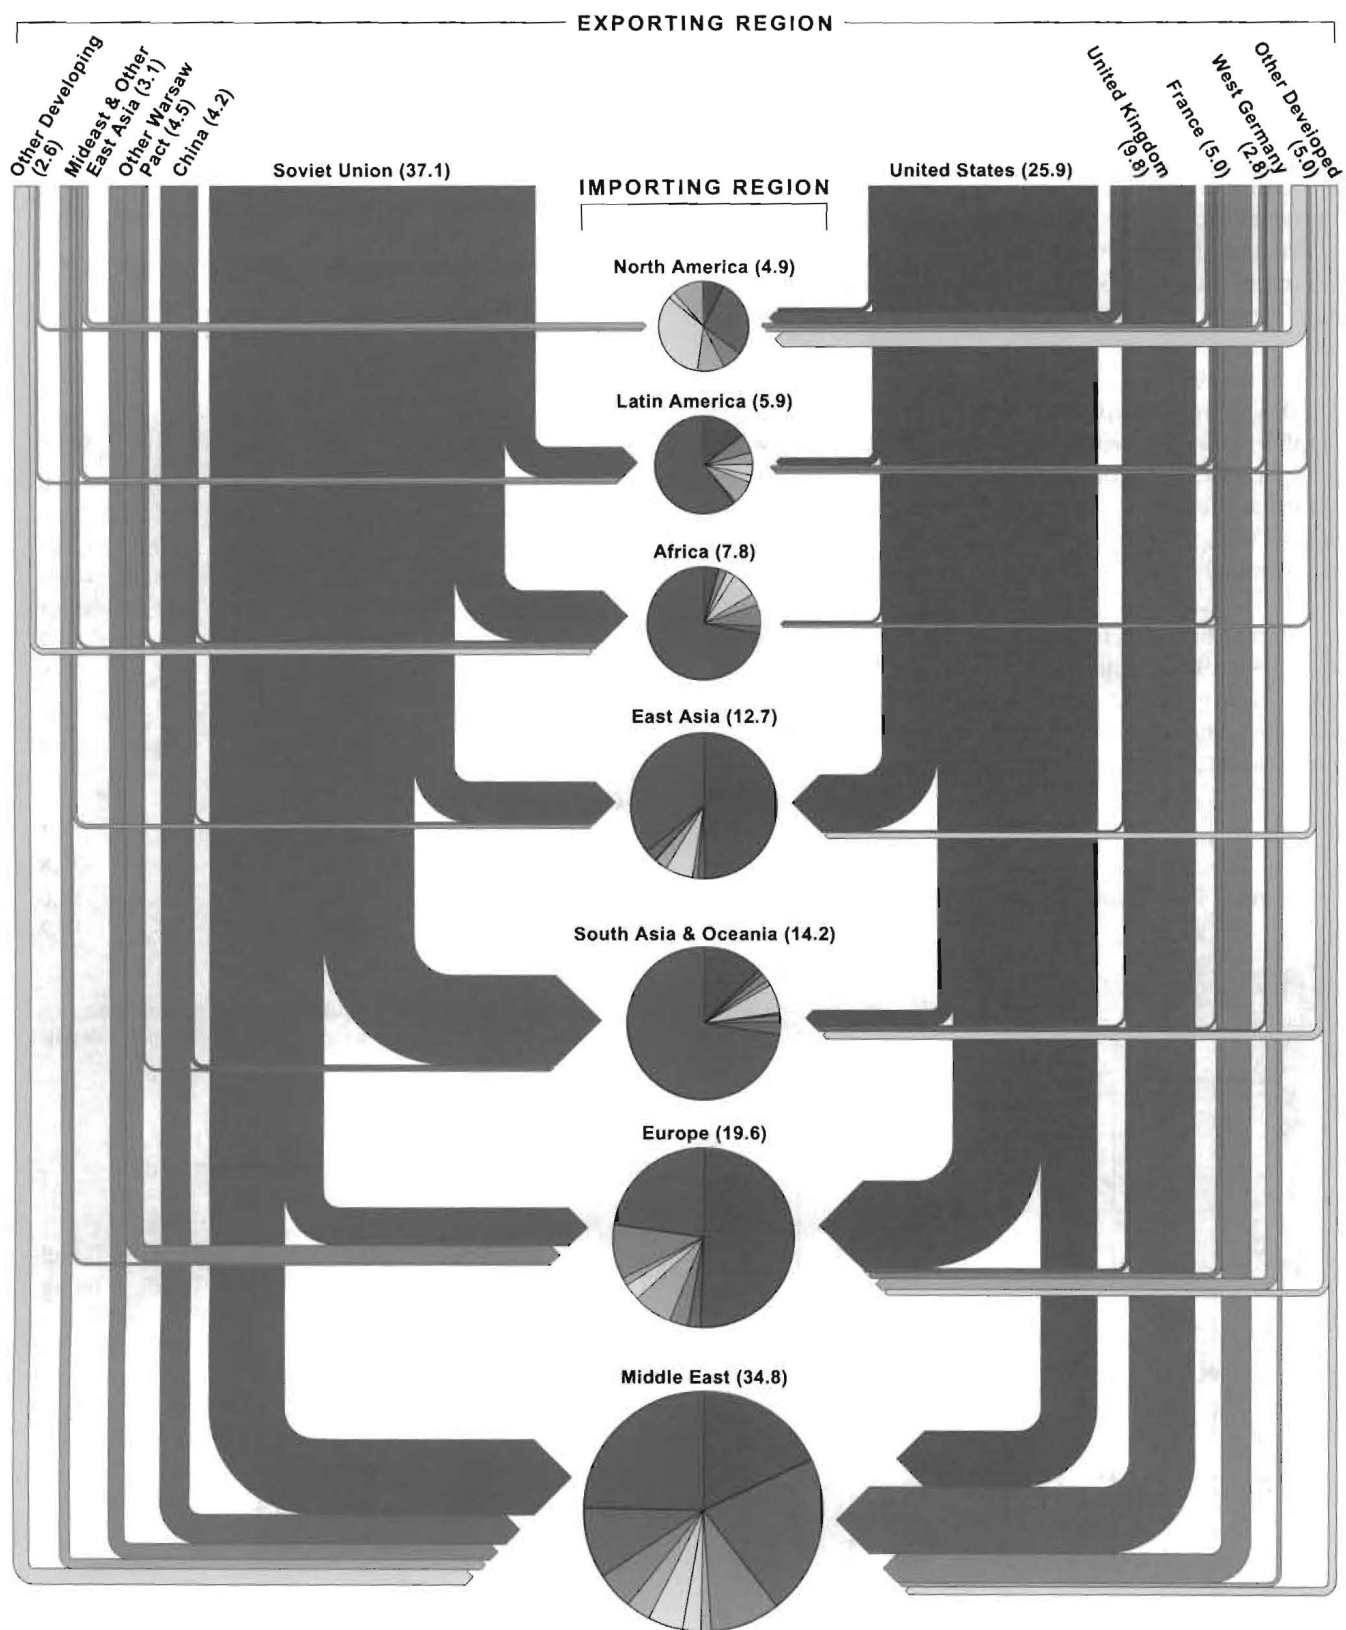 EXPORTING REGION
Other Developing
(2.6)
Mideast & Other
East Asia (3.1)
Other Warsaw
Pact (4.5)
China (4.2)
Soviet Union (37.1)
United States (25.9)
United Kingdom
(9.8)
France (5.0)
West Germany
(2.8)
Other Developed
(5.0)
IMPORTING REGION
North America (4.9)
Latin America (5.9)
Africa (7.8)
East Asia (12.7)
South Asia & Oceania (14.2)
Europe (19.6)
Middle East (34.8)